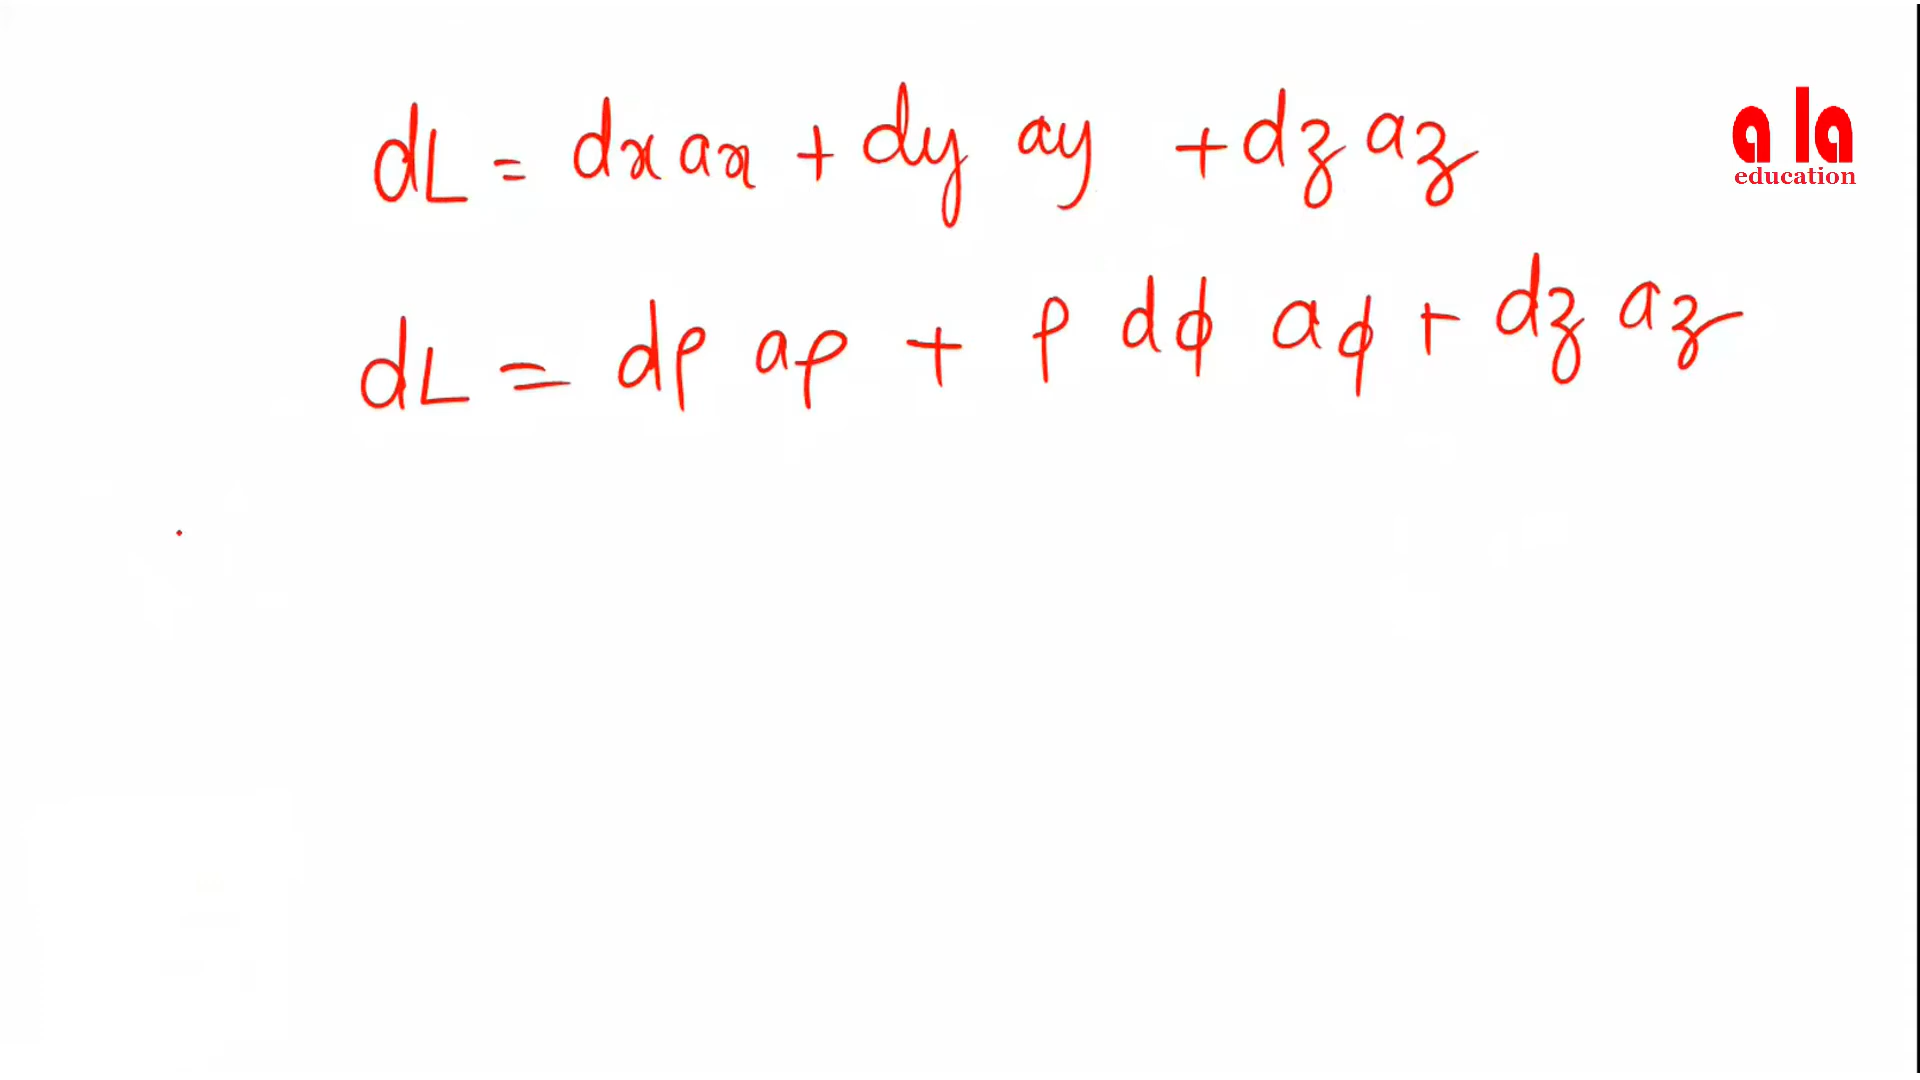 dL = dx ax + dy ay + dz az
a la
education
dL = dρ aρ + ρ dϕ aϕ + dz az